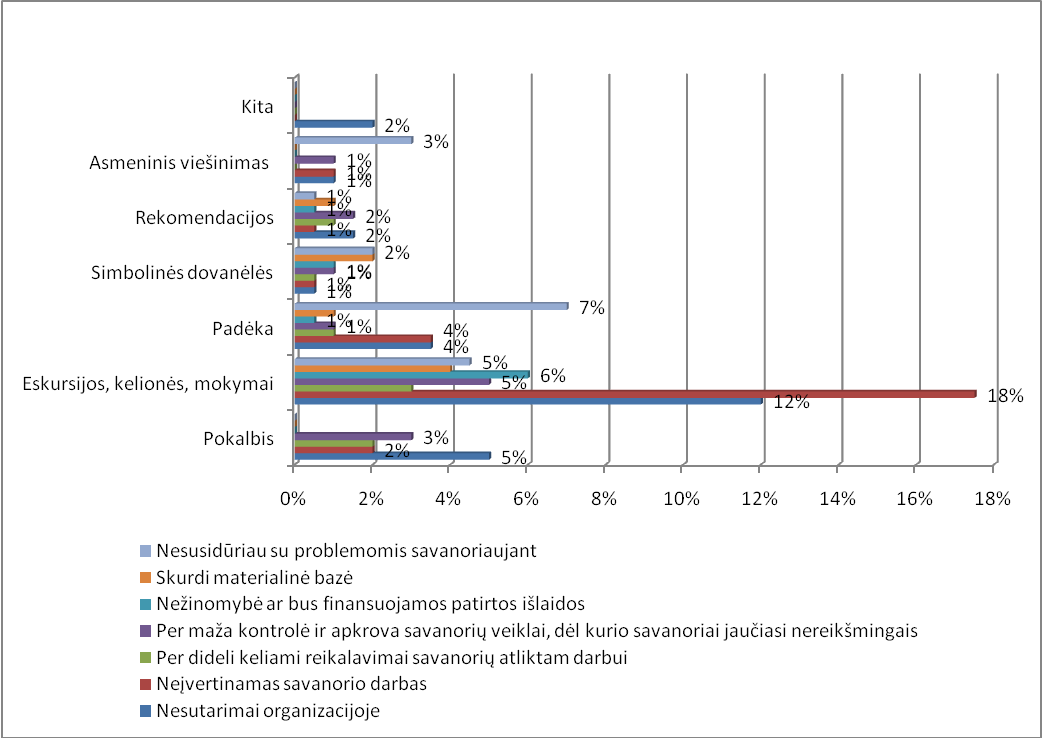 Kita
2%
3%
Asmeninis viešinimas
1%
1%
1%
1%
Rekomendacijos
1%
2%
1%
2%
2%
Simbolinės dovanėlės
1%
1%
1%
7%
Padėka
1%
1%
4%
4%
5%
Eskursijos, kelionės, mokymai
6%
5%
18%
12%
Pokalbis
3%
2%
5%
0%
2%
4%
6%
8%
10%
12%
14%
16%
18%
Nesusidūriau su problemomis savanoriaujant
Skurdi materialinė bazė
Nežinomybė ar bus finansuojamos patirtos išlaidos
Per maža kontrolė ir apkrova savanorių veiklai, dėl kurio savanoriai jaučiasi nereikšmingais
Per dideli keliami reikalavimai savanorių atliktam darbui
Neįvertinamas savanorio darbas
Nesutarimai organizacijoje